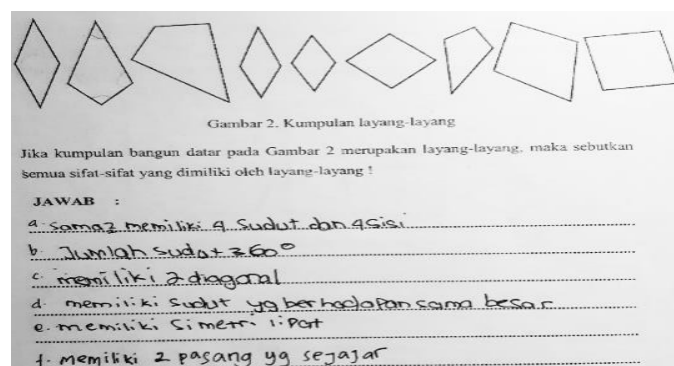 Gambar 2. Kumpulan layang-layang
Jika kumpulan bangun datar pada Gambar 2 merupakan layang-layang, maka sebutkan
semua sifat-sifat yang dimiliki oleh layang-layang !
JAWAB :
a. sama2 memiliki 4 sudut dan 4 sisi
b. Jumlah sudut 360°
c. memiliki 2 diagonal
d. memiliki sudut yg berhadapan sama besar
e. memiliki simetri lipat
f. memiliki 2 pasang yg sejajar